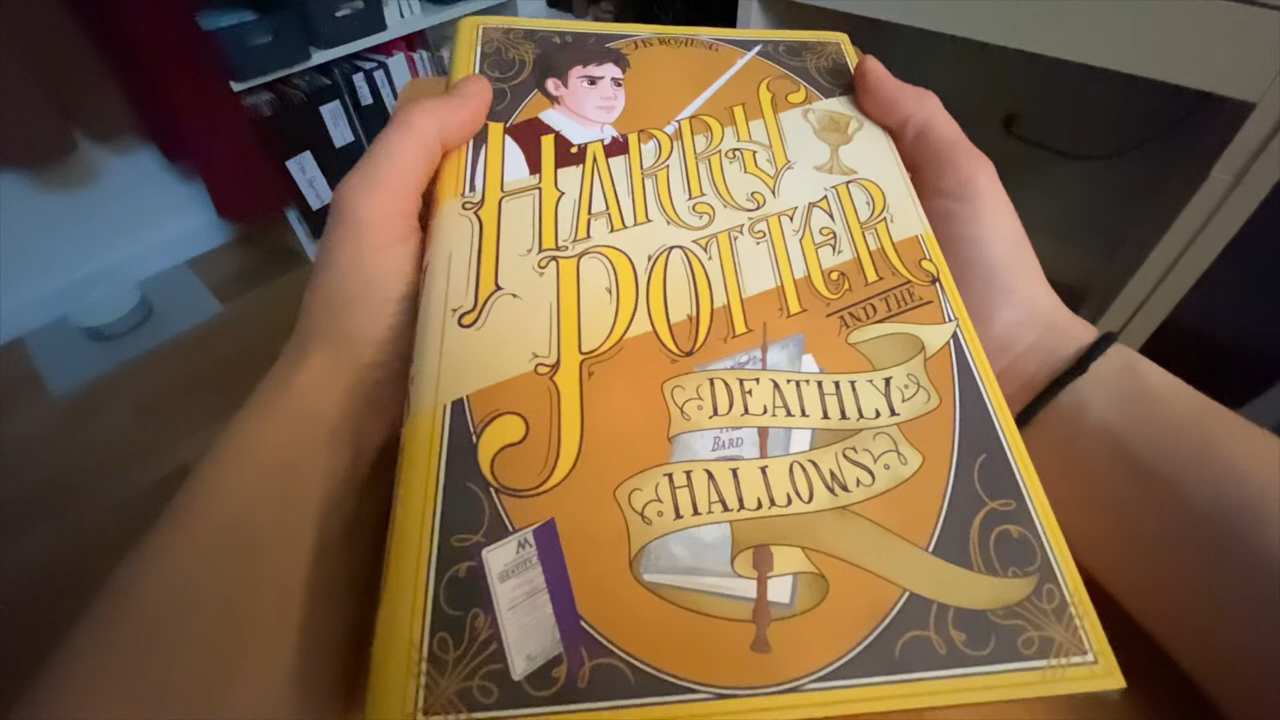 J.K. ROWLING
HARRY
POTTER
AND THE
DEATHLY
BARD
HALLOWS
M